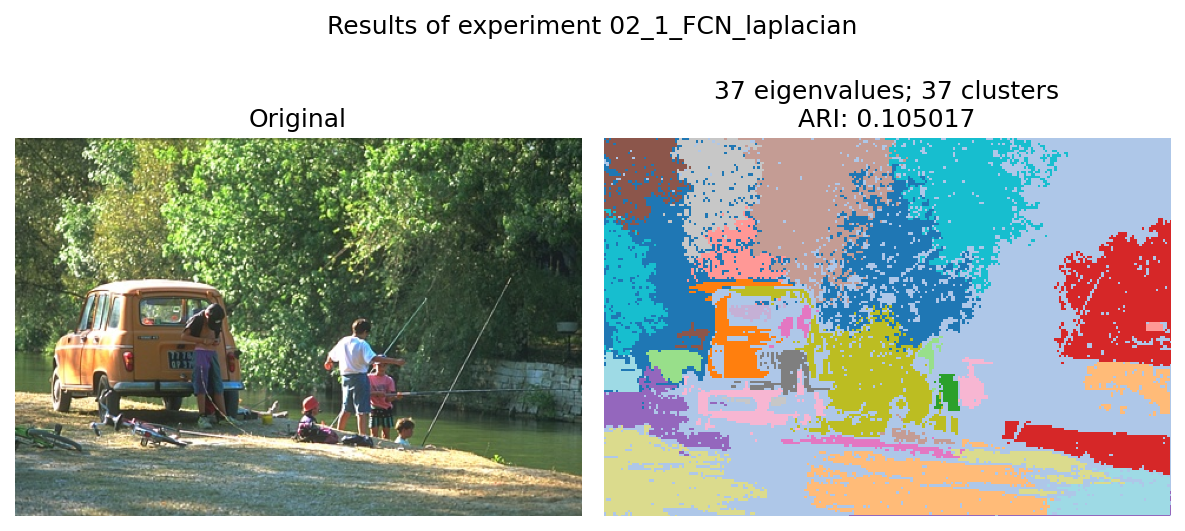 Results of experiment 02_1_FCN_laplacian
Original
37 eigenvalues; 37 clusters
ARI: 0.105017